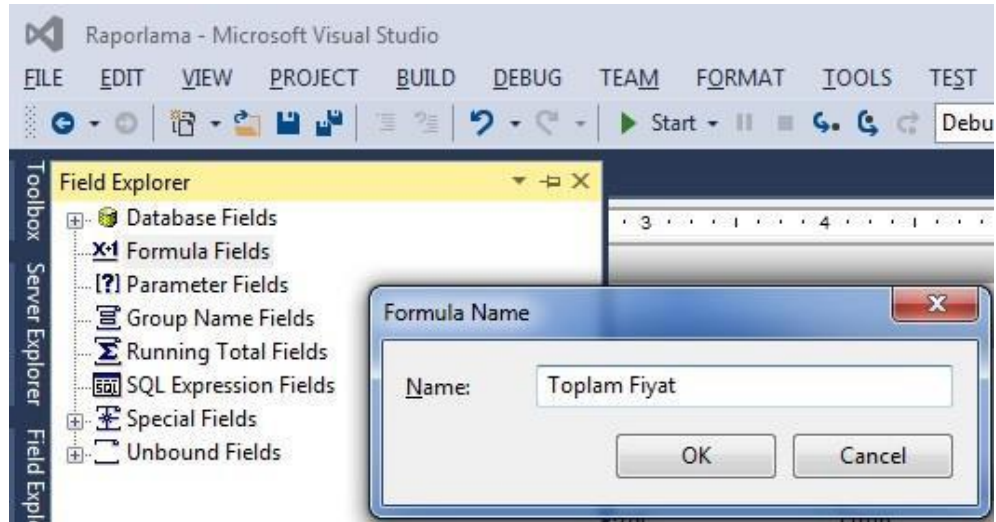 Raporlama - Microsoft Visual Studio
FILE EDIT VIEW PROJECT BUILD DEBUG TEAM FORMAT TOOLS TEST
Start Debu
Toolbox
Server Explorer
Field Expl
Field Explorer
Database Fields
X+1 Formula Fields
[?] Parameter Fields
Group Name Fields
Σ Running Total Fields
SQL SQL Expression Fields
Special Fields
Unbound Fields
3 4
Formula Name
Name: Toplam Fiyat
OK Cancel